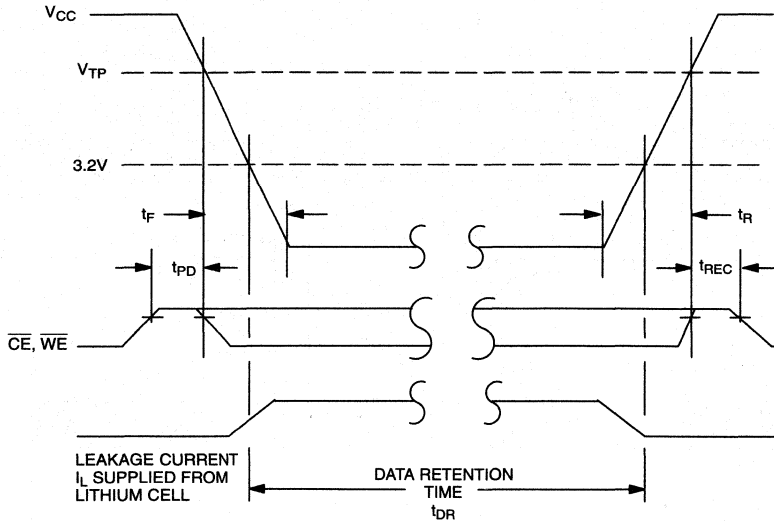 VCC
VTP
3.2V
tF
tR
tPD
tREC
CE, WE
LEAKAGE CURRENT
IL SUPPLIED FROM
LITHIUM CELL
DATA RETENTION
TIME
tDR